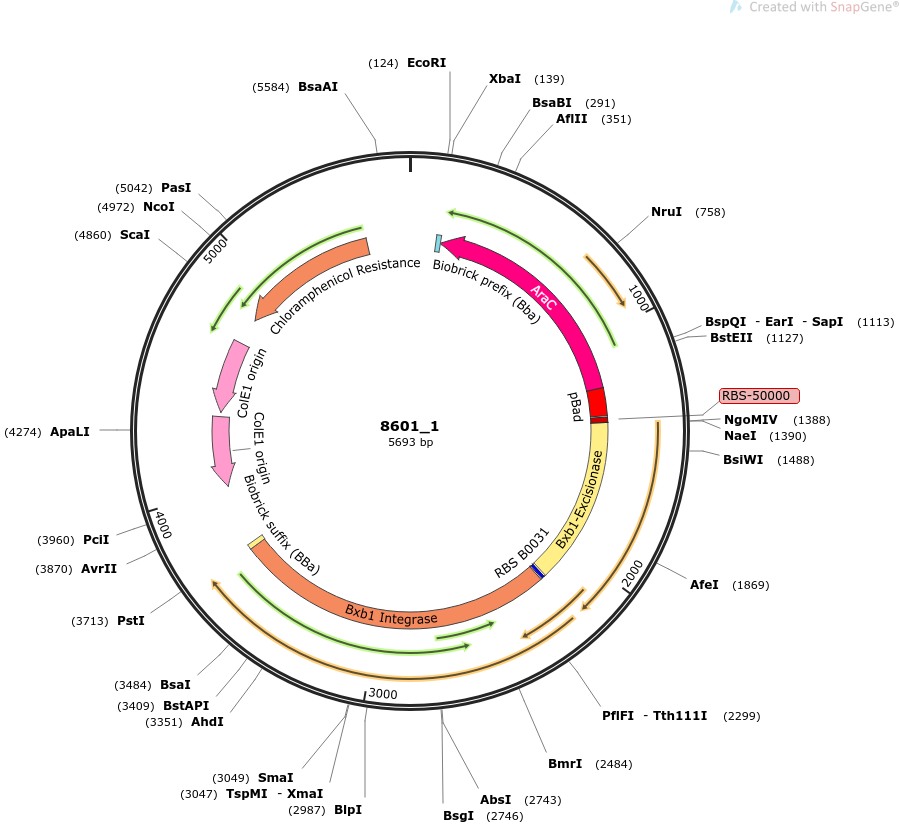 Created with SnapGene®
(124) EcoRI
XbaI (139)
(5584) BsaAI
BsaBI (291)
AflII (351)
(5042) PasI
(4972) NcoI
NruI (758)
(4860) ScaI
5000
Chloramphenicol Resistance
Biobrick prefix (Bba)
AraC
1000
BspQI - EarI - SapI (1113)
BstEII (1127)
ColE1 origin
pBad
RBS-50000
8601_1
5693 bp
NgoMIV (1388)
(4274) ApaLI
NaeI (1390)
ColE1 origin
BsiWI (1488)
Bxb1-Excisionase
Biobrick suffix (BBa)
4000
(3960) PciI
RBS B0031
(3870) AvrII
2000
AfeI (1869)
Bxb1 Integrase
(3713) PstI
(3484) BsaI
3000
(3409) BstAPI
PflFI - Tth111I (2299)
(3351) AhdI
BmrI (2484)
(3049) SmaI
(3047) TspMI - XmaI
AbsI (2743)
(2987) BlpI
BsgI (2746)